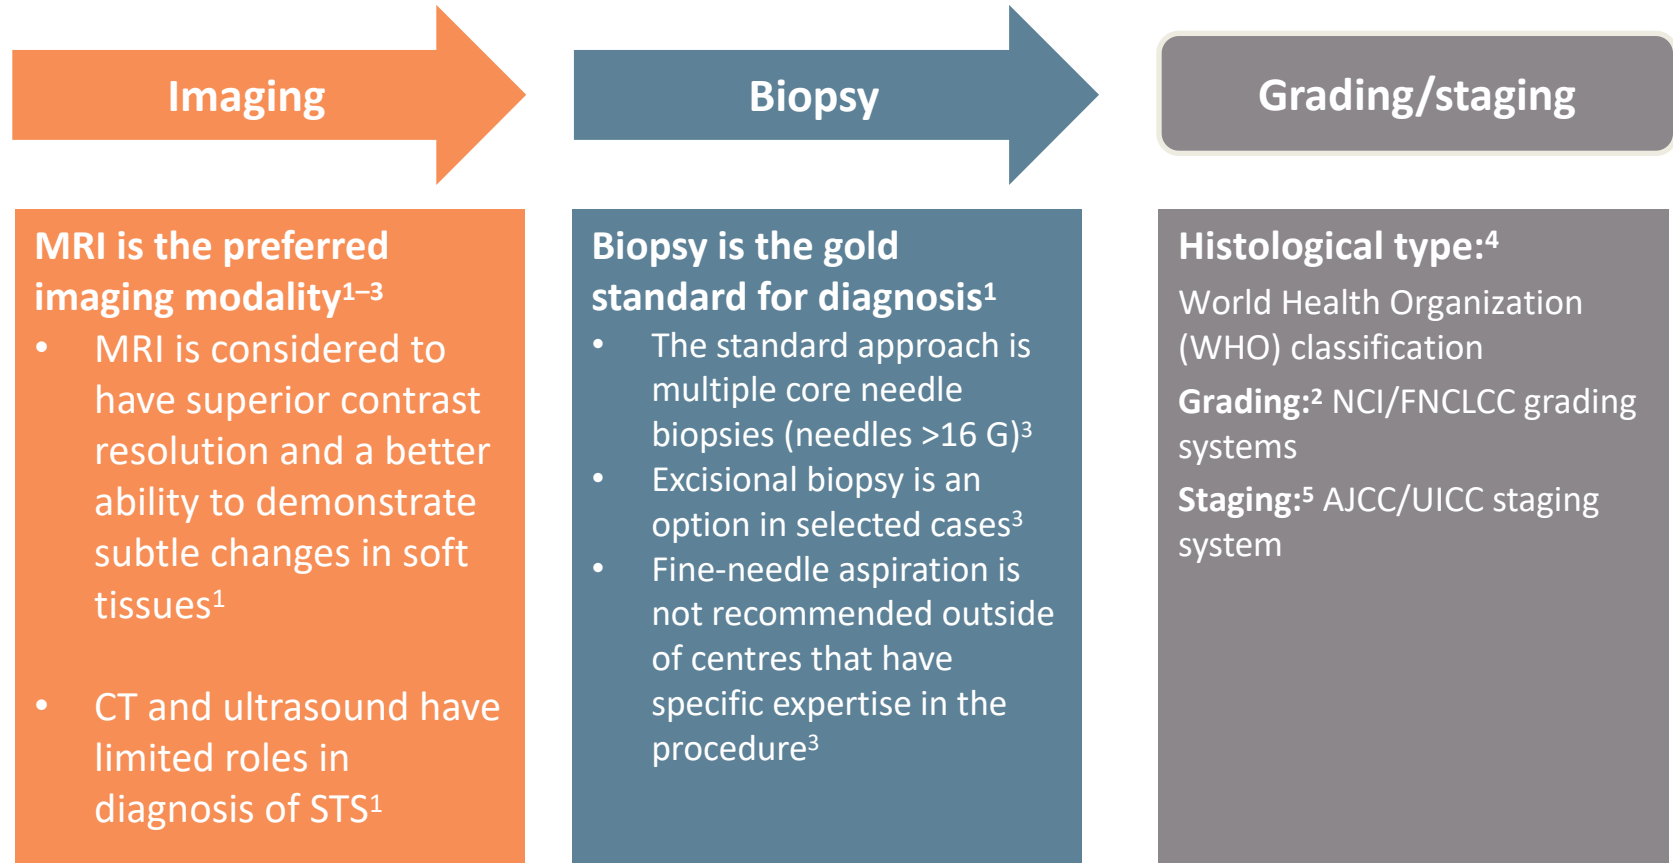 Imaging
Biopsy
Grading/staging
MRI is the preferred
imaging modality¹⁻³
• MRI is considered to
have superior contrast
resolution and a better
ability to demonstrate
subtle changes in soft
tissues¹
• CT and ultrasound have
limited roles in
diagnosis of STS¹
Biopsy is the gold
standard for diagnosis¹
• The standard approach is
multiple core needle
biopsies (needles >16 G)³
• Excisional biopsy is an
option in selected cases³
• Fine-needle aspiration is
not recommended outside
of centres that have
specific expertise in the
procedure³
Histological type:⁴
World Health Organization
(WHO) classification
Grading:² NCI/FNCLCC grading
systems
Staging:⁵ AJCC/UICC staging
system